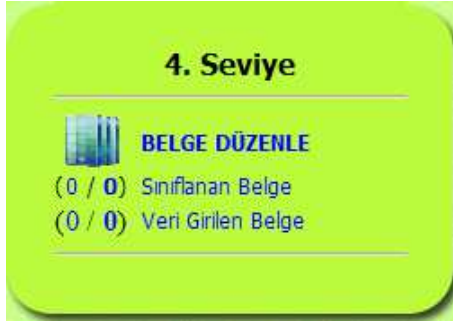 4. Seviye
BELGE DÜZENLE
(0 / 0) Sınıflanan Belge
(0 / 0) Veri Girilen Belge